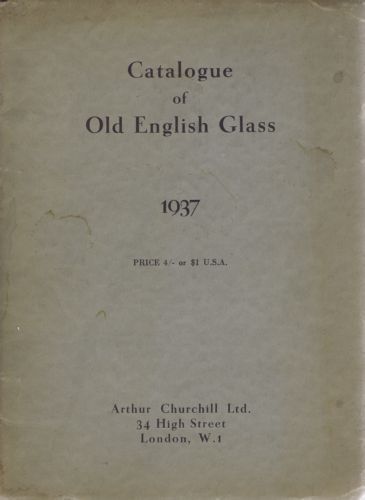 Catalogue
of
Old English Glass
1937
PRICE 4/- or $1 U.S.A.
Arthur Churchill Ltd.
34 High Street
London, W.1